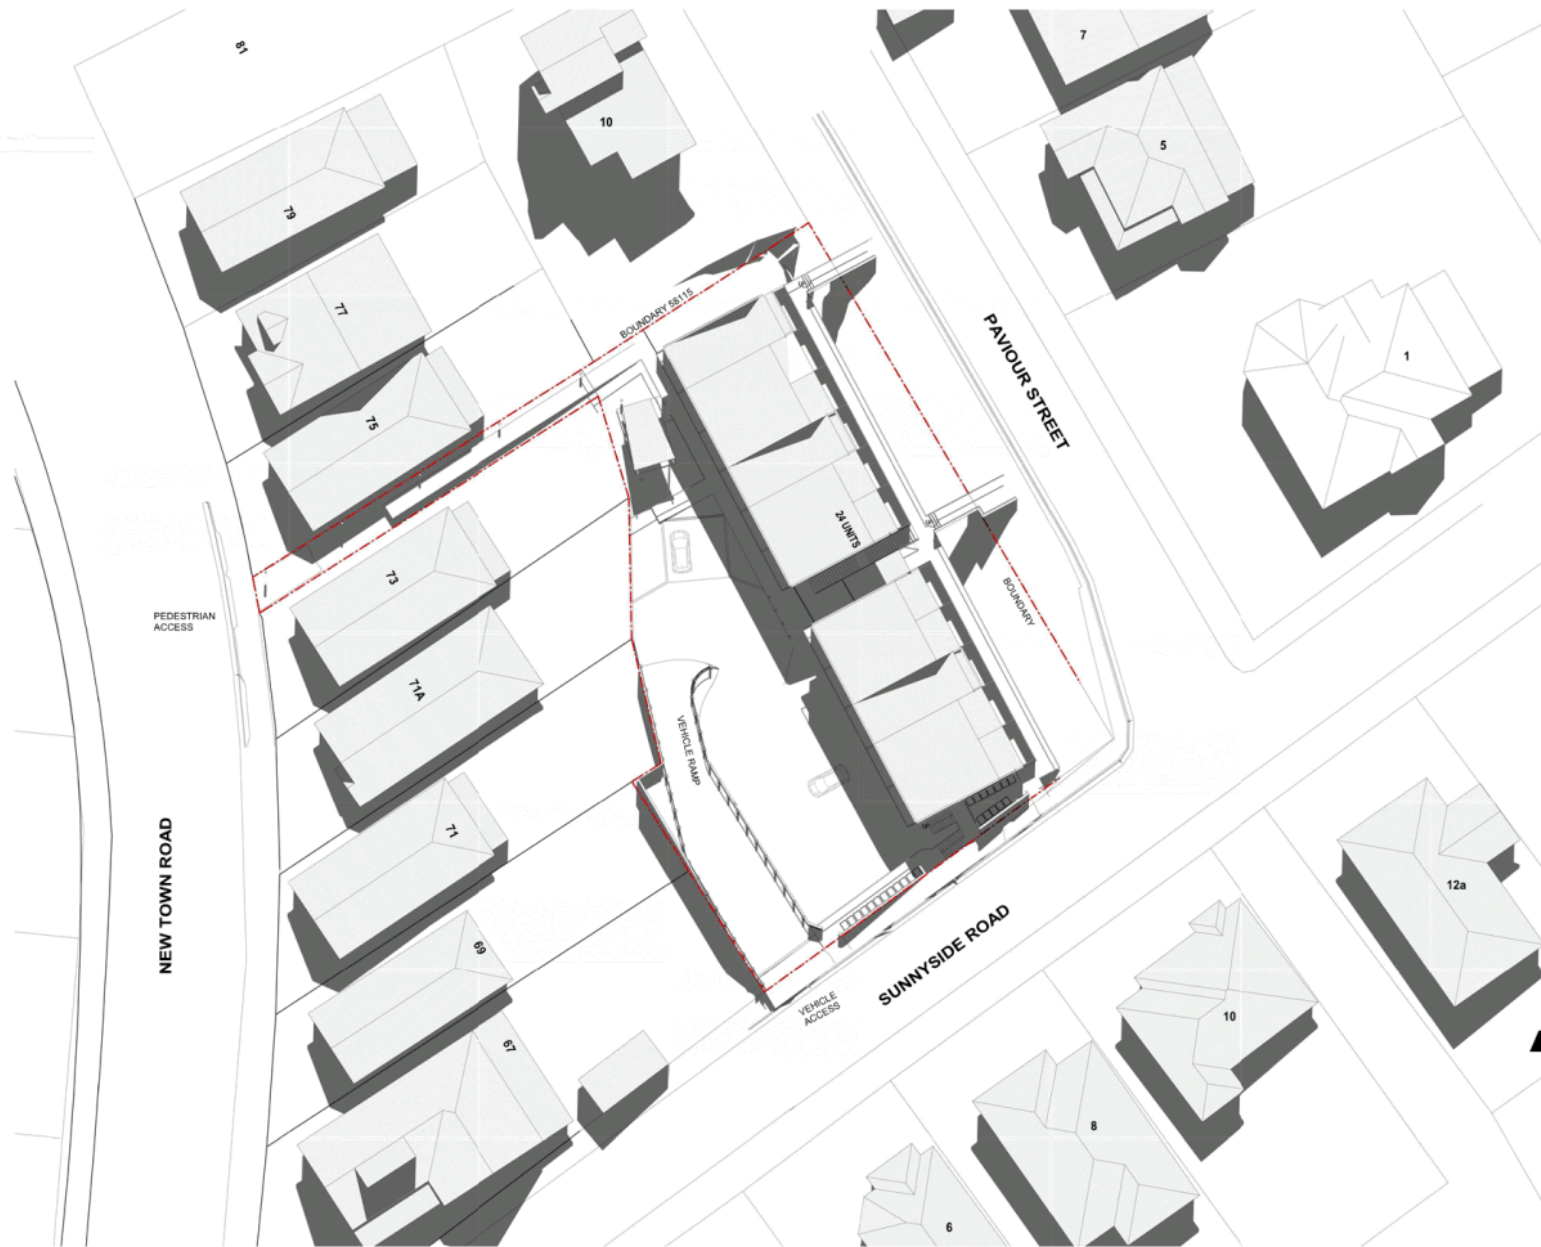 81
10
7
5
79
77
BOUNDARY 58115
PAVIOUR STREET
1
75
24 UNITS
73
PEDESTRIAN
ACCESS
BOUNDARY
71A
VEHICLE RAMP
71
NEW TOWN ROAD
12a
69
SUNNYSIDE ROAD
VEHICLE
ACCESS
10
67
8
6